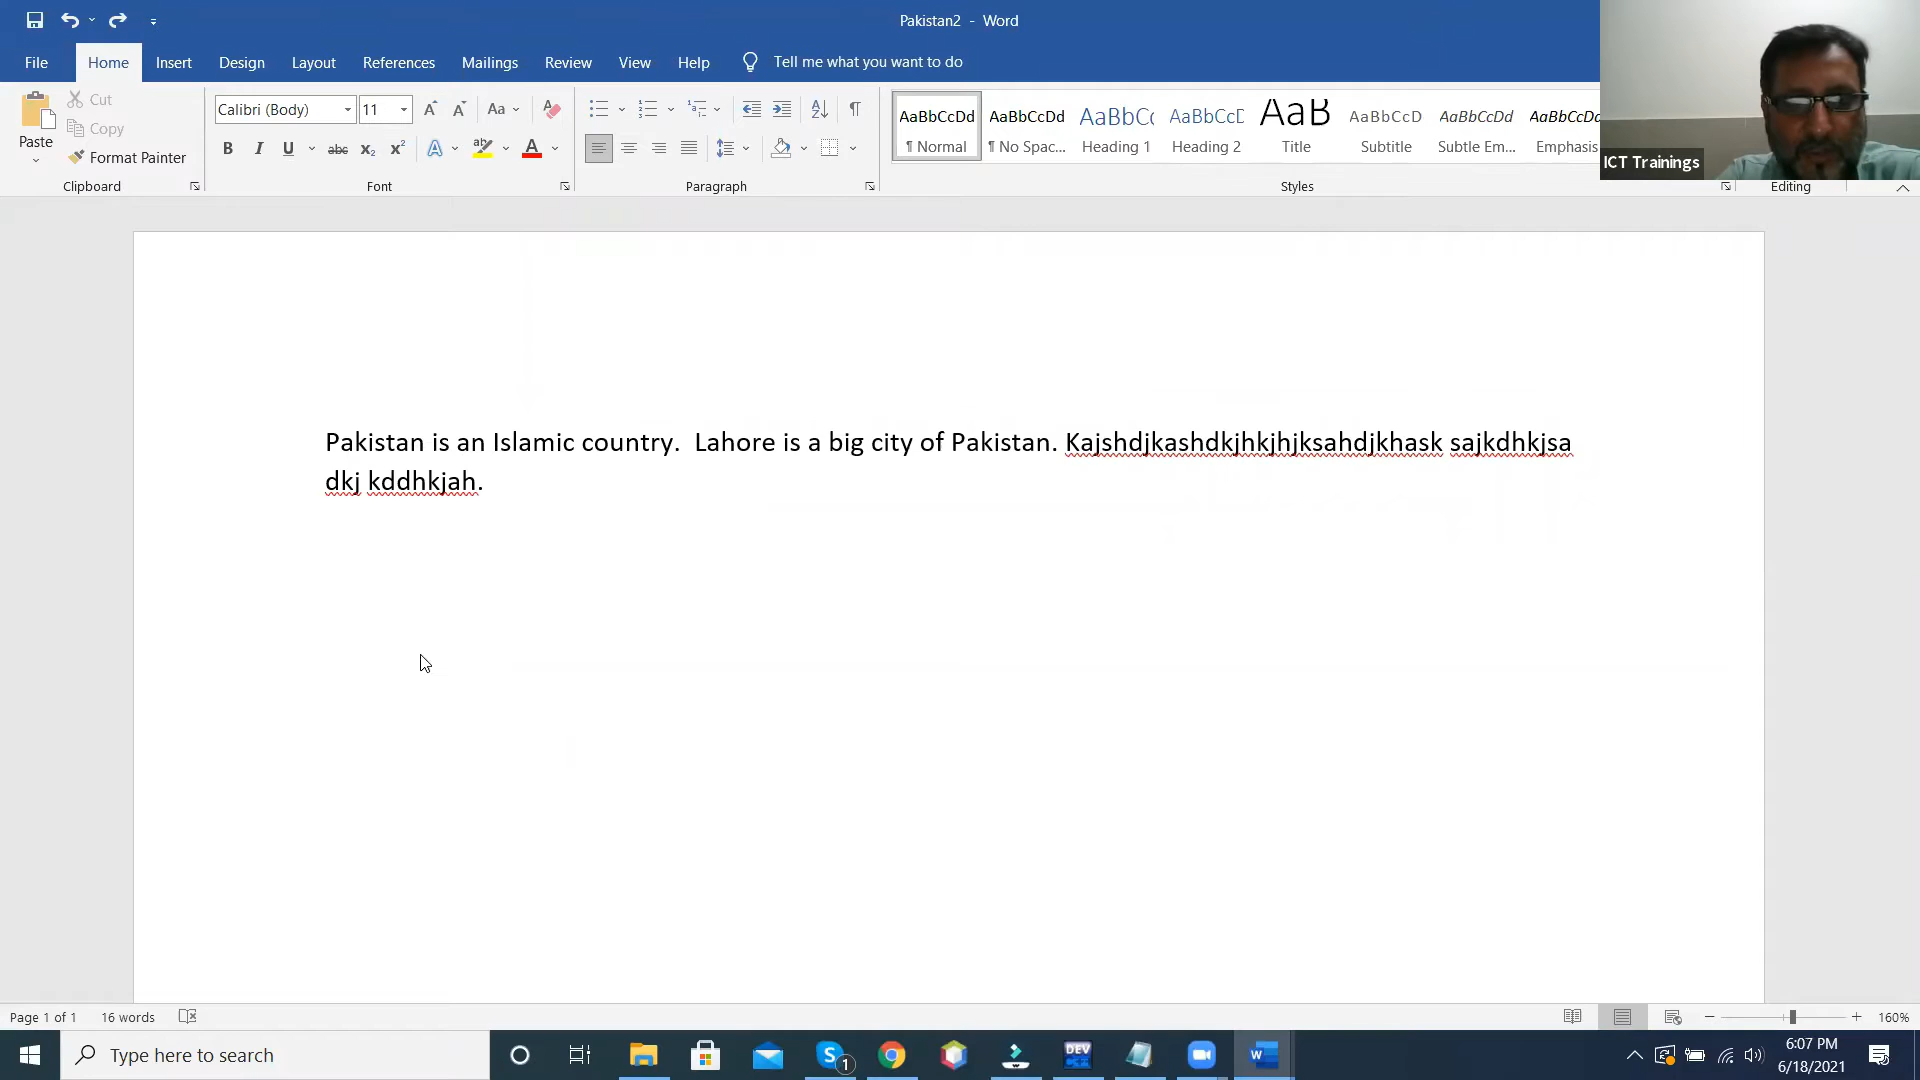 Pakistan2 - Word
File Home Insert Design Layout References Mailings Review View Help Tell me what you want to do
Cut
Copy
Paste
Format Painter
Clipboard
Calibri (Body) 11
Font
Paragraph
AaBbCcDd AaBbCcDd AaBbCc AaBbCcD AaB AaBbCcD AaBbCcDd AaBbCcDd
¶ Normal ¶ No Spac... Heading 1 Heading 2 Title Subtitle Subtle Em... Emphasis
Styles
Editing
ICT Trainings
Pakistan is an Islamic country.  Lahore is a big city of Pakistan. Kajshdjkashdkjhkjhjksahdjkhask sajkdhkjsa
dkj kddhkjah.
Page 1 of 1 16 words
160%
Type here to search
1
DEV
6:07 PM
6/18/2021